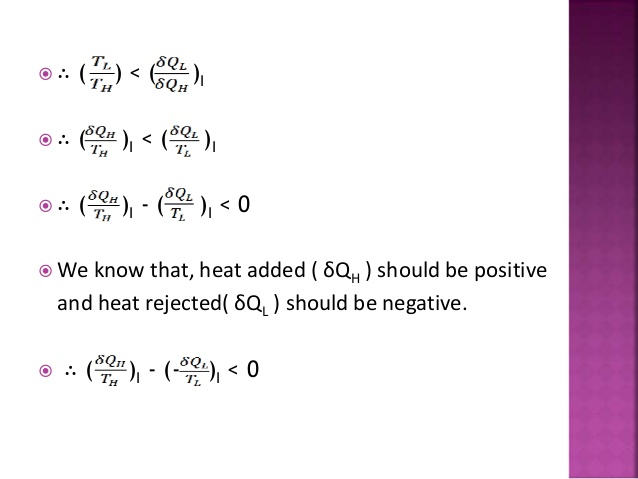 ∴ (T_L/T_H) < (δQ_L/δQ_H)_I
∴ (δQ_H/T_H)_I < (δQ_L/T_L)_I
∴ (δQ_H/T_H)_I - (δQ_L/T_L)_I < 0
We know that, heat added ( δQ_H ) should be positive
and heat rejected( δQ_L ) should be negative.
∴ (δQ_H/T_H)_I - (-δQ_L/T_L)_I < 0